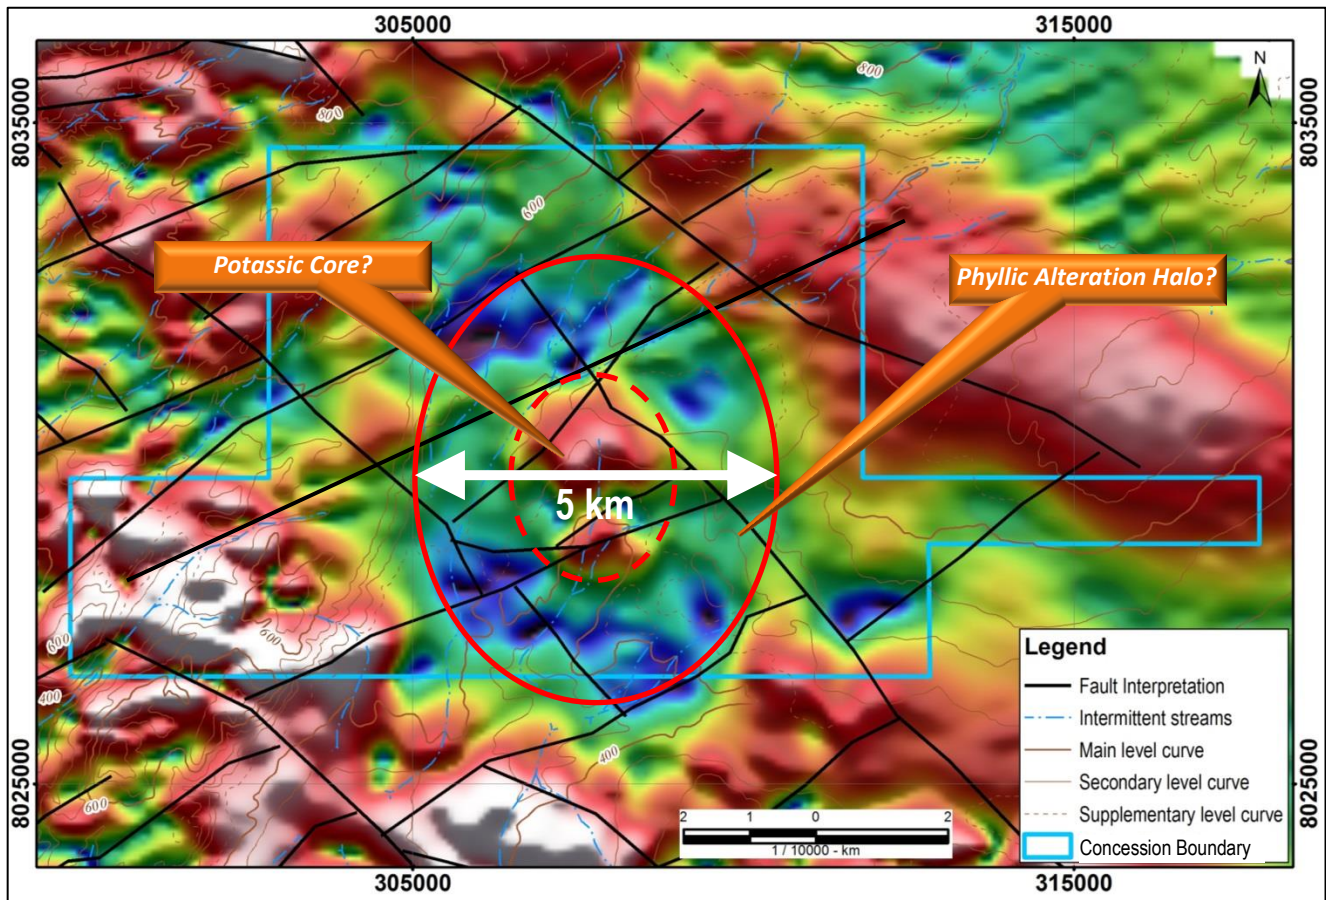 305000
315000
N
8035000
8035000
800
800
600
Potassic Core?
Phyllic Alteration Halo?
5 km
600
600
400
400
600
8025000
8025000
Legend
Fault Interpretation
Intermittent streams
Main level curve
Secondary level curve
Supplementary level curve
Concession Boundary
2 1 0 2
1 / 10000 - km
305000
315000